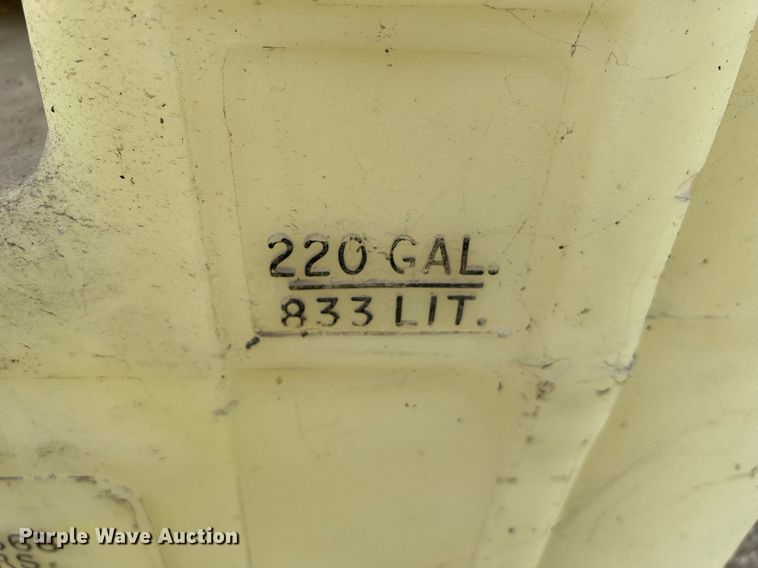 220 GAL.
833 LIT.
Purple Wave Auction